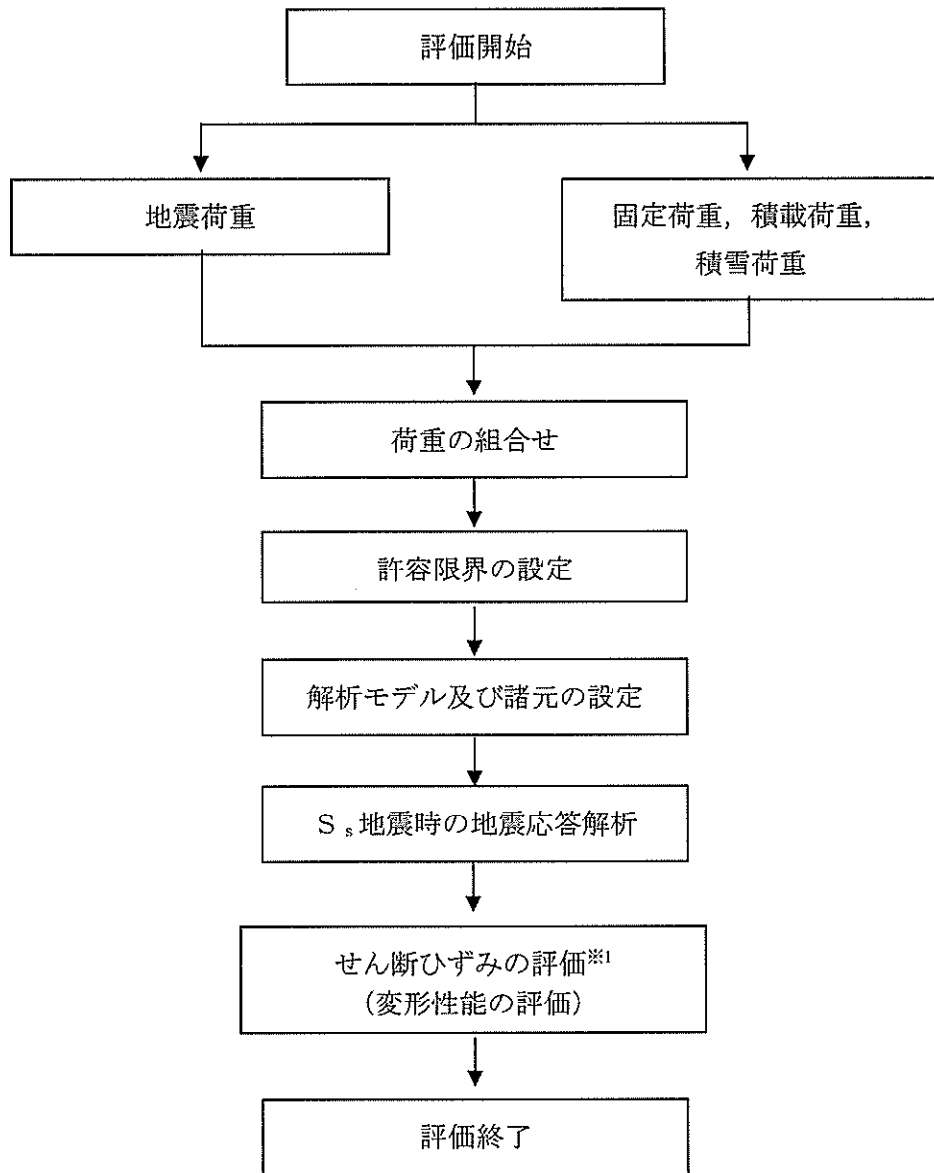 評価開始
地震荷重
固定荷重，積載荷重，
積雪荷重
荷重の組合せ
許容限界の設定
解析モデル及び諸元の設定
Ｓｓ地震時の地震応答解析
せん断ひずみの評価※1
（変形性能の評価）
評価終了